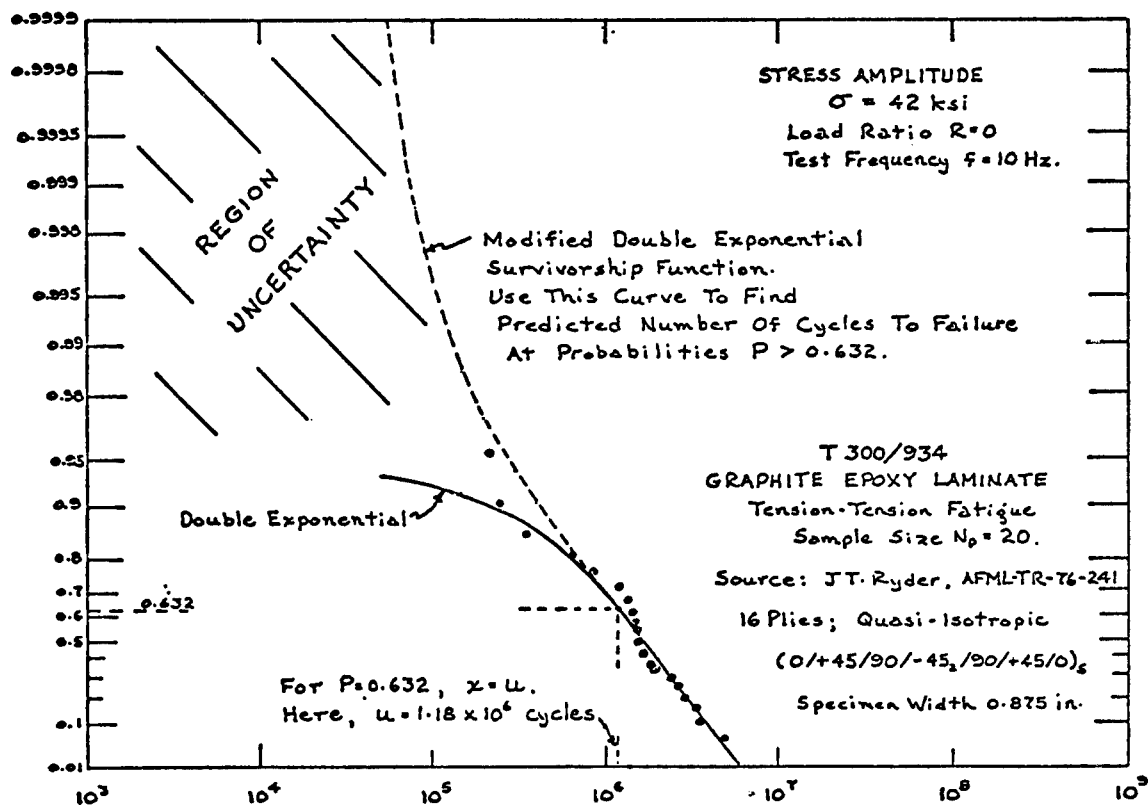 0.9999
0.9998
0.9995
0.999
0.998
0.995
0.99
0.98
0.95
0.9
0.8
0.7
0.632
0.6
0.5
0.1
0.01
REGION
OF
UNCERTAINTY
STRESS AMPLITUDE
σ = 42 ksi
Load Ratio R=0
Test Frequency f=10 Hz.
Modified Double Exponential
Survivorship Function.
Use This Curve To Find
Predicted Number Of Cycles To Failure
At Probabilities P > 0.632.
Double Exponential
T 300/934
GRAPHITE EPOXY LAMINATE
Tension-Tension Fatigue
Sample Size Nₚ = 20.
Source: J.T. Ryder, AFML-TR-76-241
16 Plies; Quasi-Isotropic
(0/+45/90/-45₂/90/+45/0)ₛ
Specimen Width 0.875 in.
For P=0.632, x=u.
Here, u=1.18 x 10⁶ cycles
10³ 10⁴ 10⁵ 10⁶ 10⁷ 10⁸ 10⁹